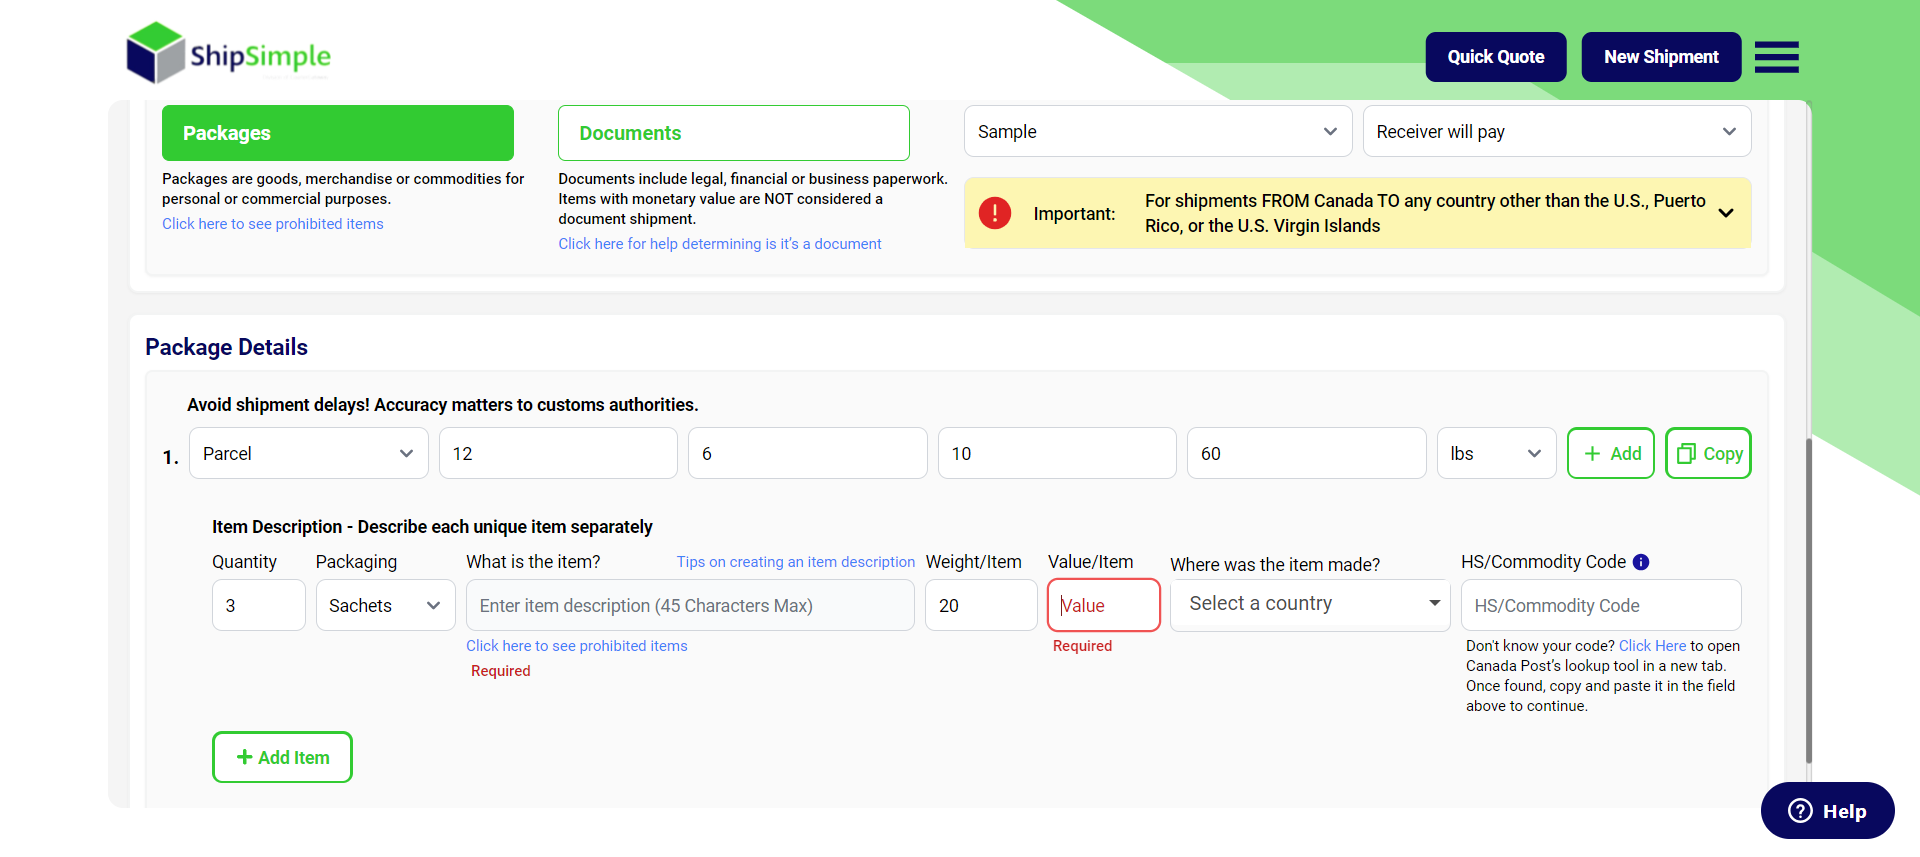 ShipSimple
Quick Quote
New Shipment
Packages
Documents
Sample
Receiver will pay
Packages are goods, merchandise or commodities for
personal or commercial purposes.
Click here to see prohibited items
Documents include legal, financial or business paperwork.
Items with monetary value are NOT considered a
document shipment.
Click here for help determining is it's a document
Important:
For shipments FROM Canada TO any country other than the U.S., Puerto
Rico, or the U.S. Virgin Islands
Package Details
Avoid shipment delays! Accuracy matters to customs authorities.
1.
Parcel
12
6
10
60
lbs
+ Add
Copy
Item Description - Describe each unique item separately
Quantity
Packaging
What is the item?
Tips on creating an item description
Weight/Item
Value/Item
Where was the item made?
HS/Commodity Code
3
Sachets
Enter item description (45 Characters Max)
20
Value
Select a country
HS/Commodity Code
Click here to see prohibited items
Required
Required
Don't know your code? Click Here to open
Canada Post's lookup tool in a new tab.
Once found, copy and paste it in the field
above to continue.
+ Add Item
Help